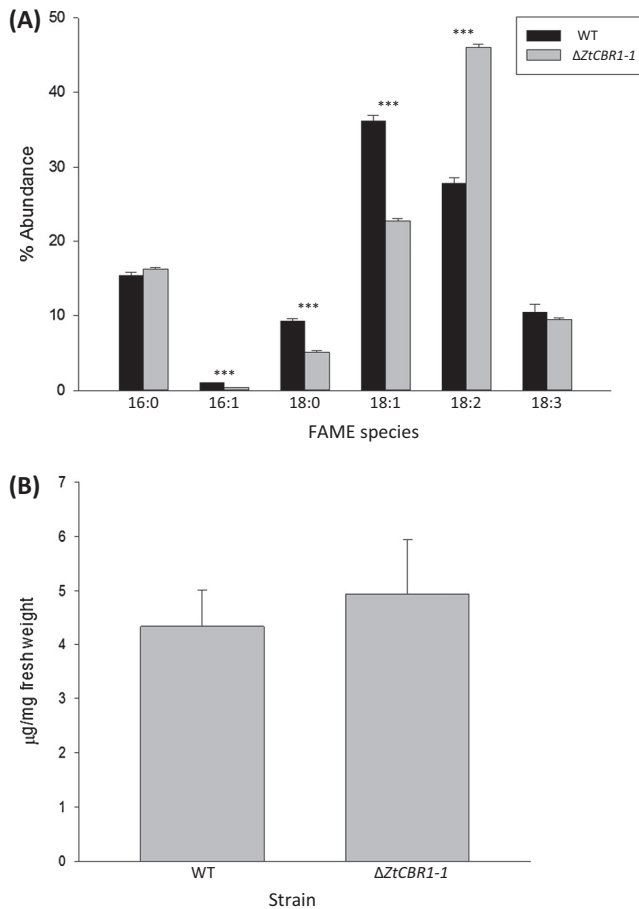 (A)
50
40
30
20
10
0
% Abundance
WT
ΔZtCBR1-1
***
***
***
***
16:0 16:1 18:0 18:1 18:2 18:3
FAME species
(B)
7
6
5
4
3
2
1
0
µg/mg fresh weight
WT ΔZtCBR1-1
Strain